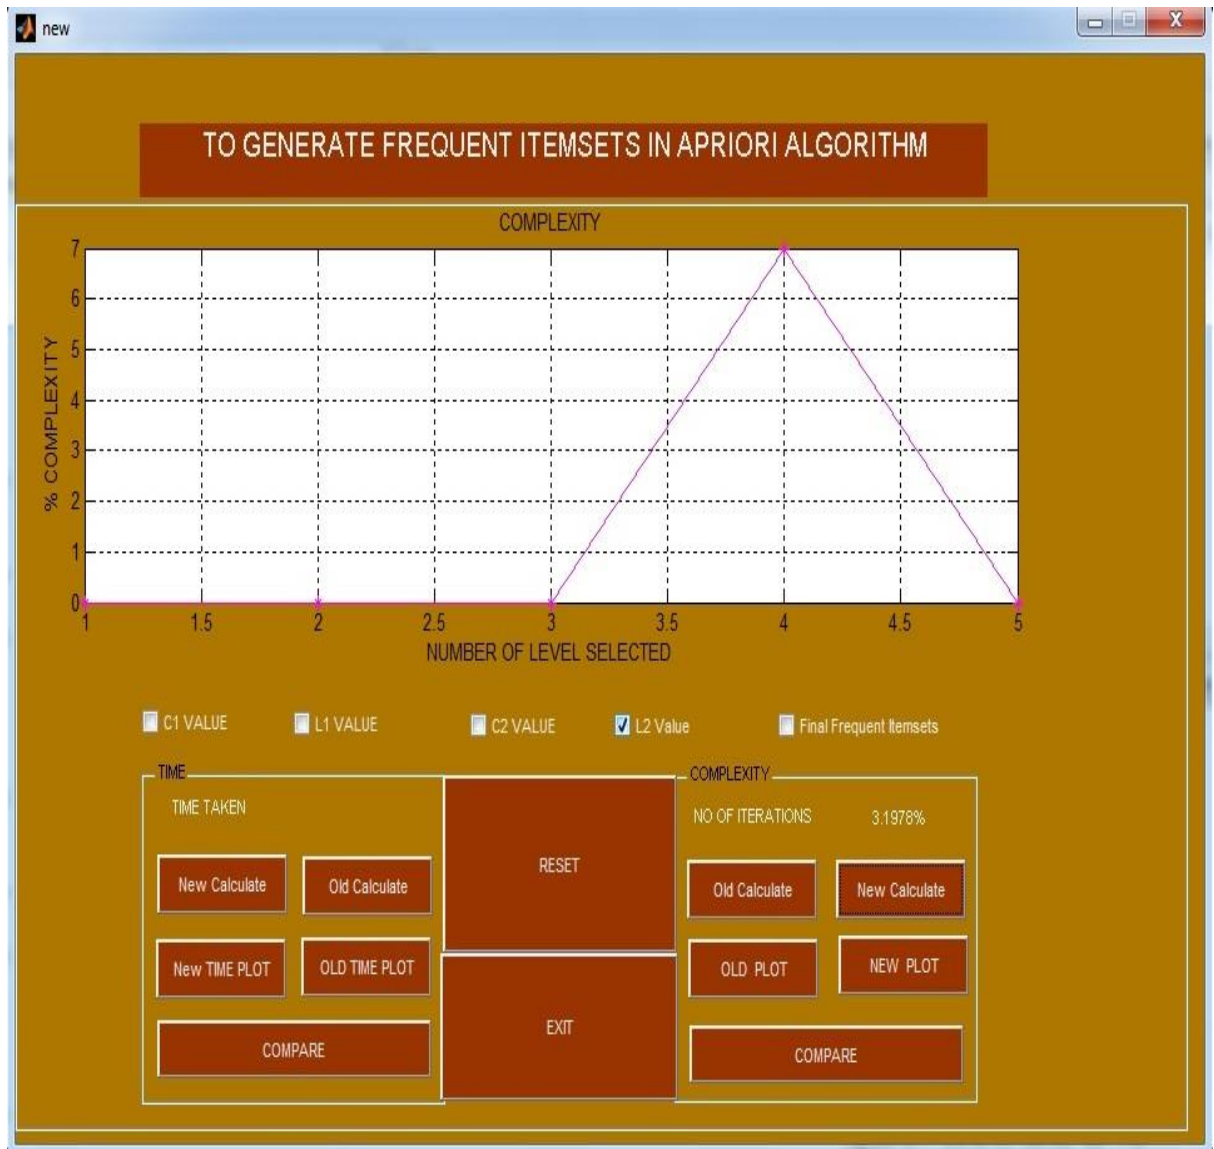 new
TO GENERATE FREQUENT ITEMSETS IN APRIORI ALGORITHM
COMPLEXITY
7
6
5
4
3
2
1
0
% COMPLEXITY
1 1.5 2 2.5 3 3.5 4 4.5 5
NUMBER OF LEVEL SELECTED
C1 VALUE L1 VALUE C2 VALUE L2 Value Final Frequent Itemsets
TIME
TIME TAKEN
New Calculate Old Calculate
New TIME PLOT OLD TIME PLOT
COMPARE
RESET
EXIT
COMPLEXITY
NO OF ITERATIONS 3.1978%
Old Calculate New Calculate
OLD PLOT NEW PLOT
COMPARE